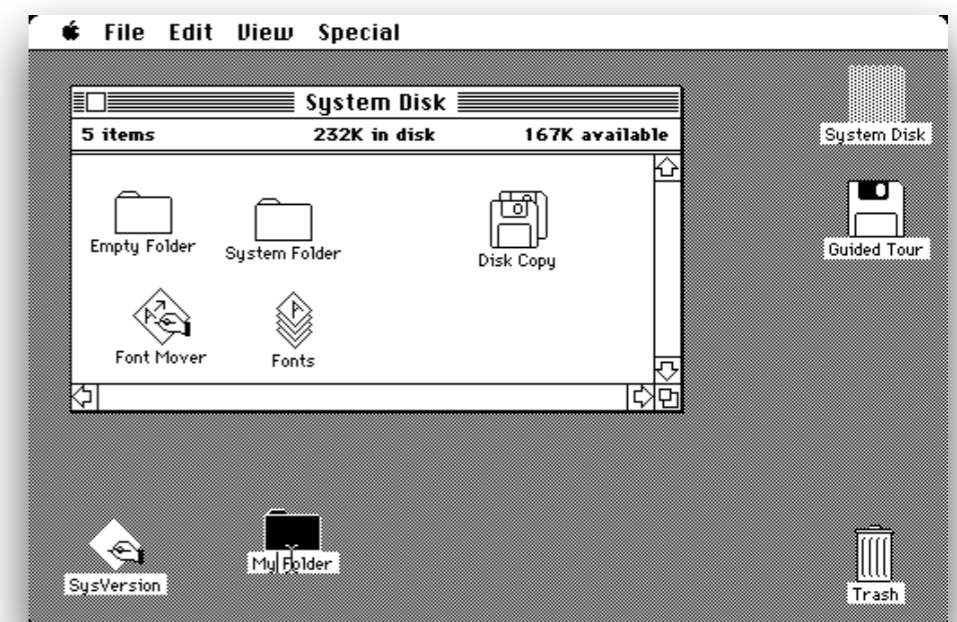 File Edit View Special
System Disk
5 items 232K in disk 167K available
Empty Folder System Folder Disk Copy
Font Mover Fonts
System Disk
Guided Tour
SysVersion
My Folder
Trash